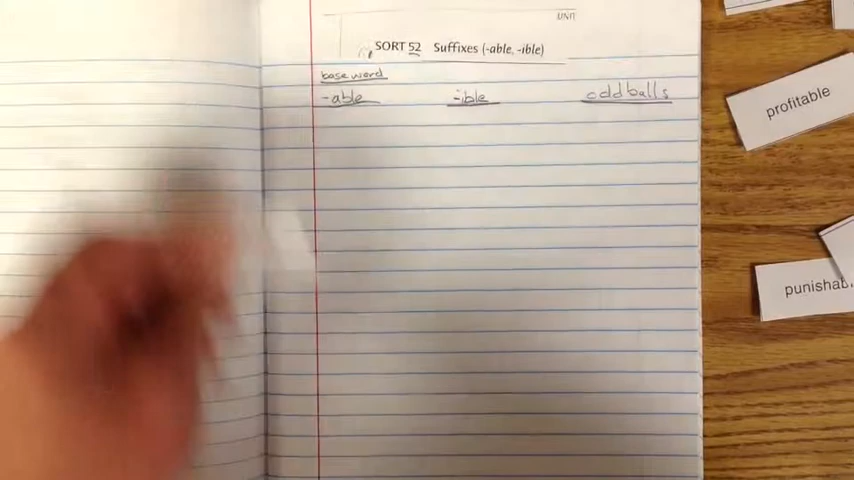 UNIT
SORT 52 Suffixes (-able, -ible)
base word
-able -ible oddballs
profitable
punishab